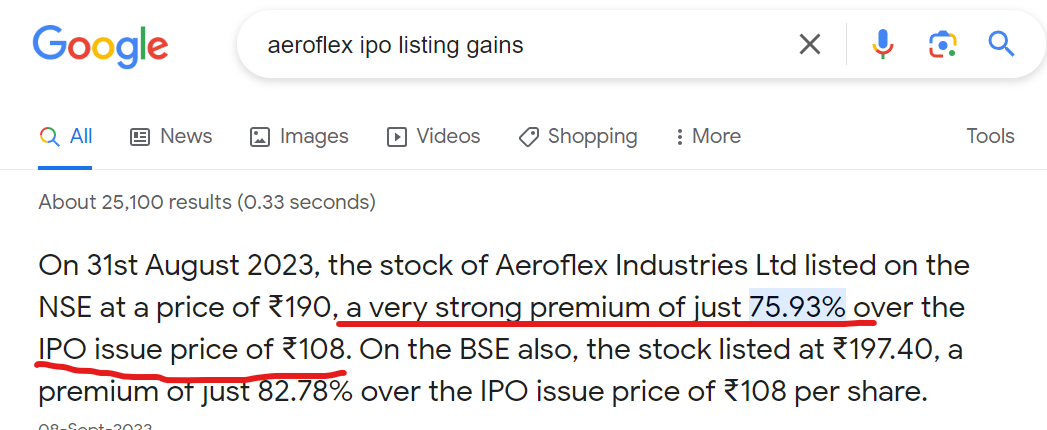 Google
aeroflex ipo listing gains
All News Images Videos Shopping More Tools
About 25,100 results (0.33 seconds)
On 31st August 2023, the stock of Aeroflex Industries Ltd listed on the
NSE at a price of ₹190, a very strong premium of just 75.93% over the
IPO issue price of ₹108. On the BSE also, the stock listed at ₹197.40, a
premium of just 82.78% over the IPO issue price of ₹108 per share.
08-Sept-2023